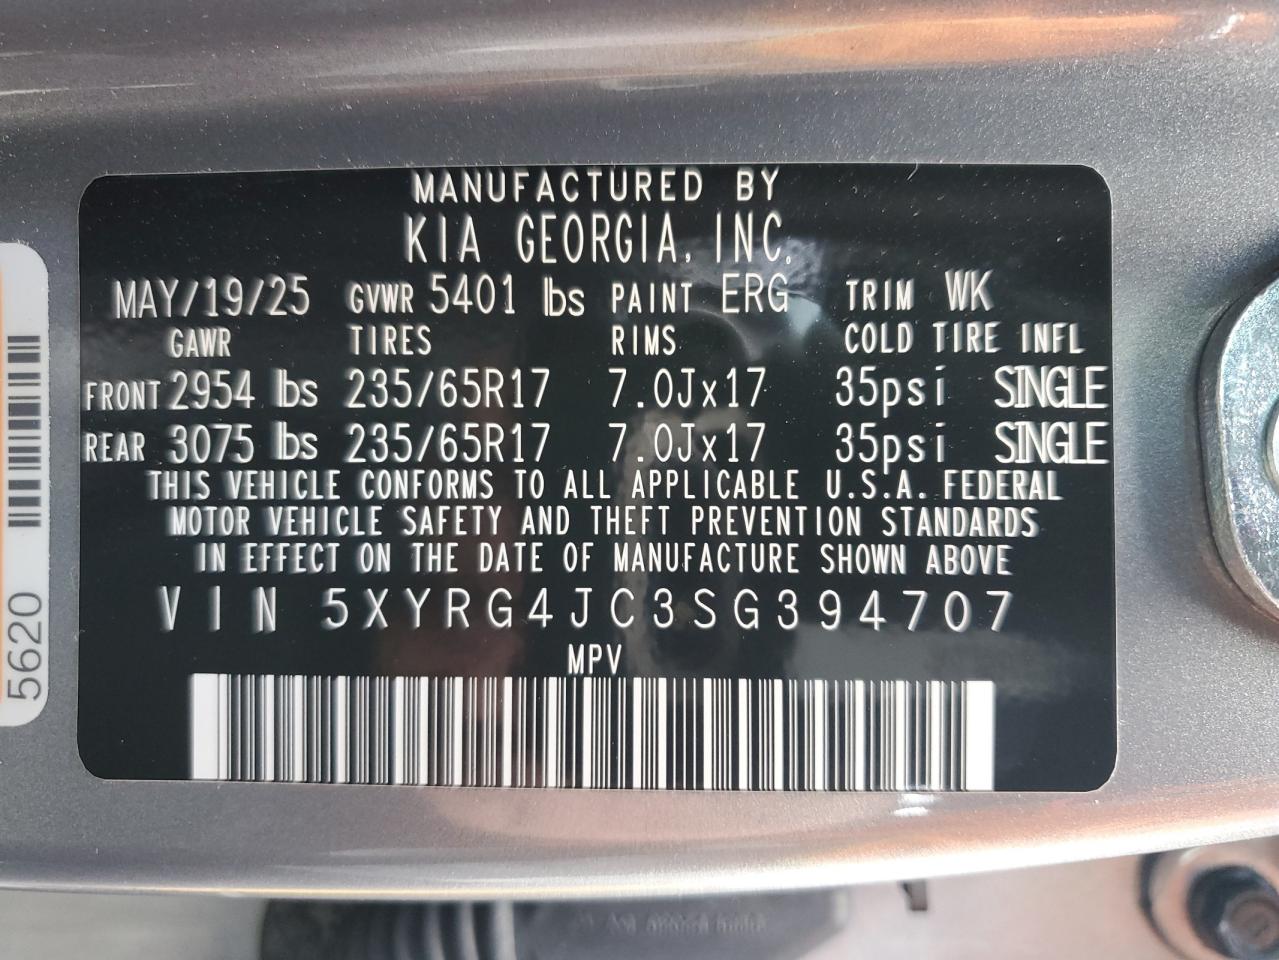 MANUFACTURED BY
KIA GEORGIA, INC.
MAY/19/25 GVWR 5401 lbs PAINT ERG TRIM WK
GAWR TIRES RIMS COLD TIRE INFL
FRONT 2954 lbs 235/65R17 7.0Jx17 35psi SINGLE
REAR 3075 lbs 235/65R17 7.0Jx17 35psi SINGLE
THIS VEHICLE CONFORMS TO ALL APPLICABLE U.S.A. FEDERAL
MOTOR VEHICLE SAFETY AND THEFT PREVENTION STANDARDS
IN EFFECT ON THE DATE OF MANUFACTURE SHOWN ABOVE
VIN 5XYRG4JC3SG394707
MPV
5620